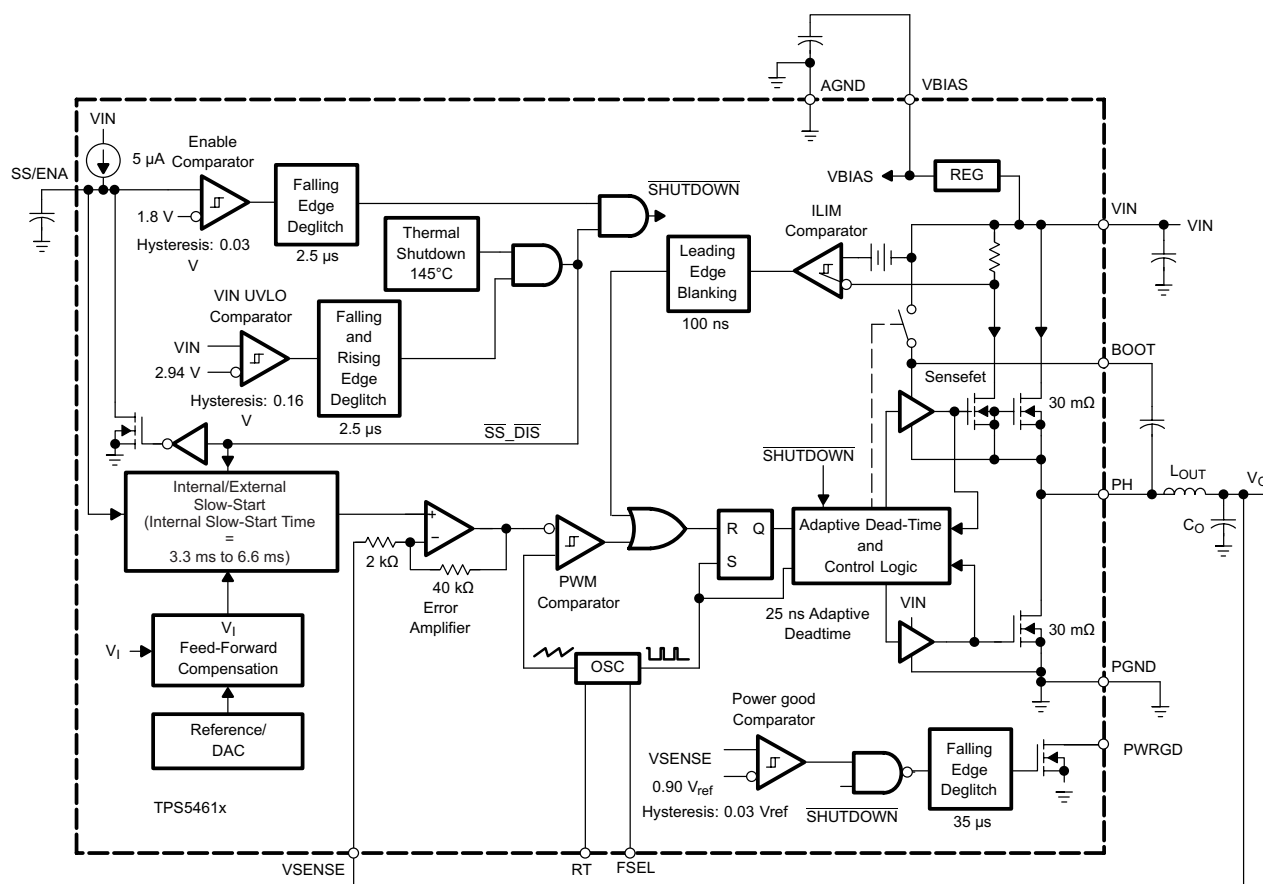 AGND
VBIAS
VIN
Enable
Comparator
5 µA
SS/ENA
1.8 V
Hysteresis: 0.03
V
Falling
Edge
Deglitch
2.5 µs
SHUTDOWN
VBIAS
REG
Thermal
Shutdown
145°C
ILIM
Comparator
VIN
VIN
Leading
Edge
Blanking
100 ns
VIN UVLO
Comparator
VIN
2.94 V
Hysteresis: 0.16
V
Falling
and
Rising
Edge
Deglitch
2.5 µs
BOOT
Sensefet
30 mΩ
SS_DIS
SHUTDOWN
PH
LOUT
VO
CO
Internal/External
Slow-Start
(Internal Slow-Start Time
=
3.3 ms to 6.6 ms)
+
−
2 kΩ
40 kΩ
Error
Amplifier
PWM
Comparator
R
Q
S
Adaptive Dead-Time
and
Control Logic
25 ns Adaptive
Deadtime
VIN
30 mΩ
PGND
VI
VI
Feed-Forward
Compensation
OSC
Reference/
DAC
Power good
Comparator
VSENSE
0.90 Vref
Hysteresis: 0.03 Vref
SHUTDOWN
Falling
Edge
Deglitch
35 µs
PWRGD
TPS5461x
VSENSE
RT
FSEL